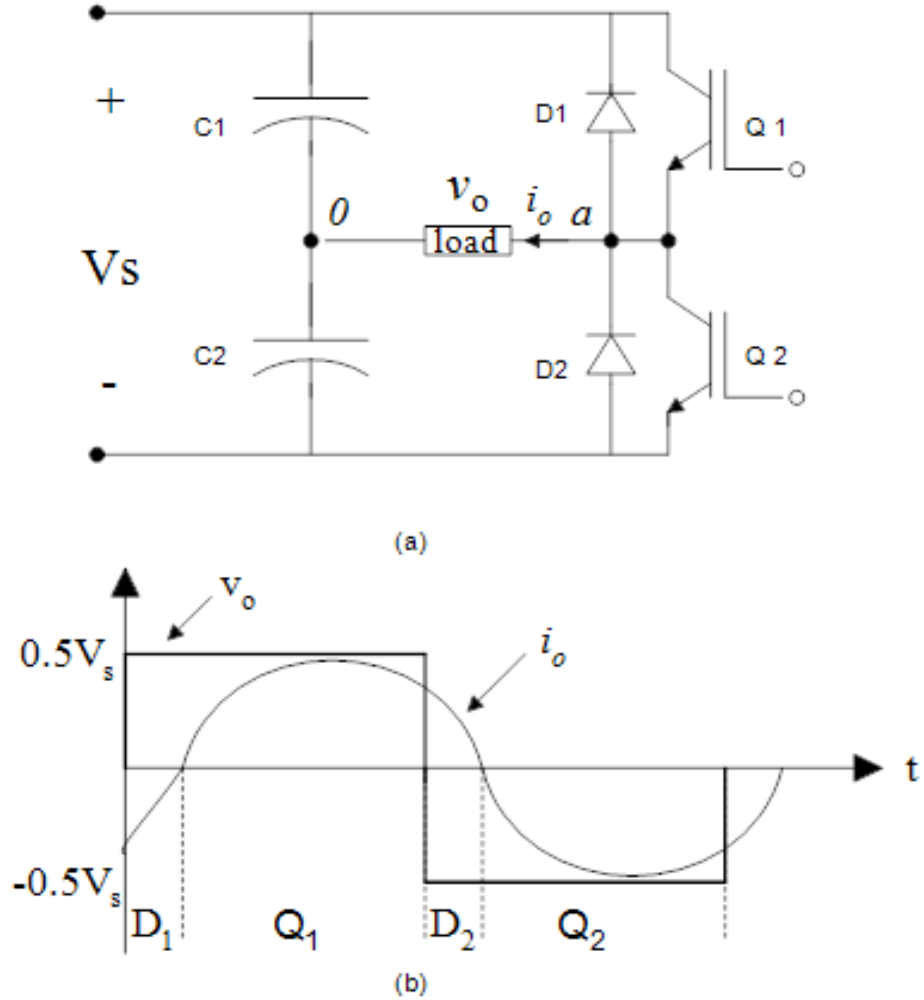 +
C1
D1
Q 1
0
v_o
i_o
a
load
Vs
C2
D2
Q 2
-
(a)
v_o
0.5V_s
i_o
t
-0.5V_s
D_1
Q_1
D_2
Q_2
(b)